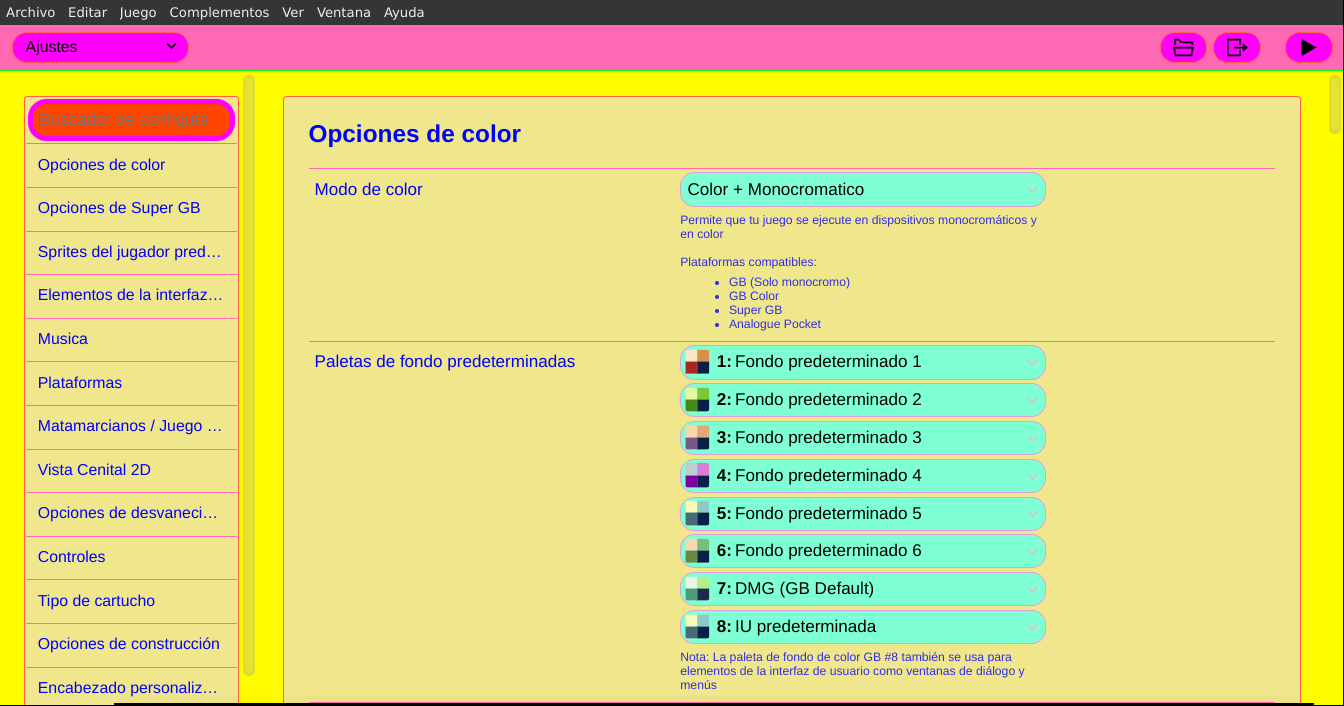 Archivo Editar Juego Complementos Ver Ventana Ayuda
Ajustes
Buscador de configura
Opciones de color
Opciones de Super GB
Sprites del jugador pred…
Elementos de la interfaz…
Musica
Plataformas
Matamarcianos / Juego …
Vista Cenital 2D
Opciones de desvaneci…
Controles
Tipo de cartucho
Opciones de construcción
Encabezado personaliz…
Opciones de color
Modo de color
Color + Monocromatico
Permite que tu juego se ejecute en dispositivos monocromáticos y
en color
Plataformas compatibles:
• GB (Solo monocromo)
• GB Color
• Super GB
• Analogue Pocket
Paletas de fondo predeterminadas
1: Fondo predeterminado 1
2: Fondo predeterminado 2
3: Fondo predeterminado 3
4: Fondo predeterminado 4
5: Fondo predeterminado 5
6: Fondo predeterminado 6
7: DMG (GB Default)
8: IU predeterminada
Nota: La paleta de fondo de color GB #8 también se usa para
elementos de la interfaz de usuario como ventanas de diálogo y
menús